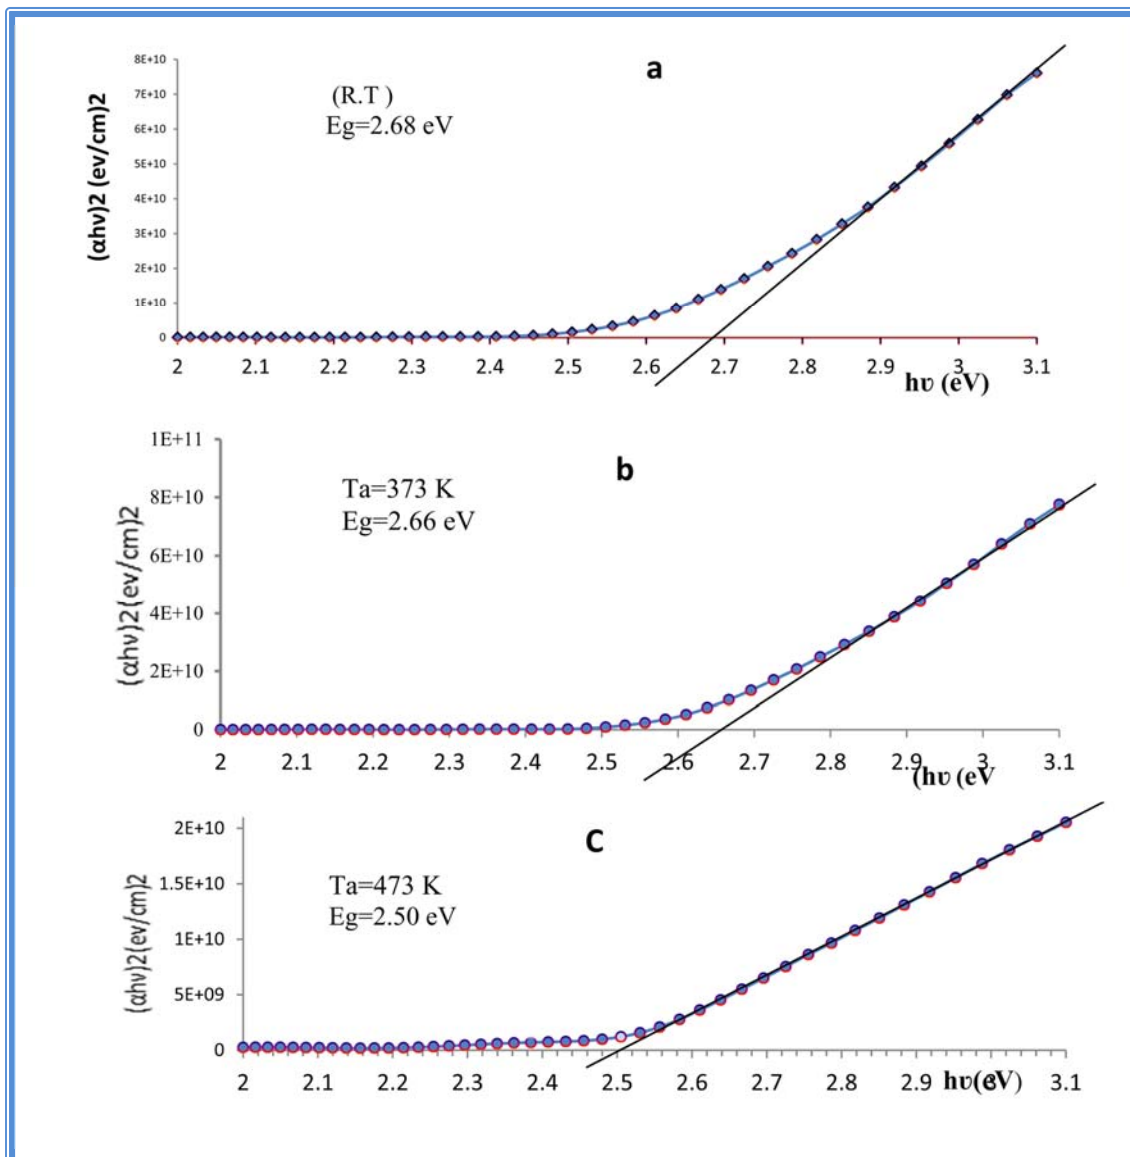 a
(R.T )
Eg=2.68 eV
(αhν)2 (ev/cm)2
8E+10
7E+10
6E+10
5E+10
4E+10
3E+10
2E+10
1E+10
0
2 2.1 2.2 2.3 2.4 2.5 2.6 2.7 2.8 2.9 3 3.1
hυ (eV)
b
Ta=373 K
Eg=2.66 eV
(αhν)2(ev/cm)2
1E+11
8E+10
6E+10
4E+10
2E+10
0
2 2.1 2.2 2.3 2.4 2.5 2.6 2.7 2.8 2.9 3 3.1
(hυ (eV
C
Ta=473 K
Eg=2.50 eV
(αhν)2(ev/cm)2
2E+10
1.5E+10
1E+10
5E+09
0
2 2.1 2.2 2.3 2.4 2.5 2.6 2.7 2.8 2.9 3 3.1
hυ(eV)